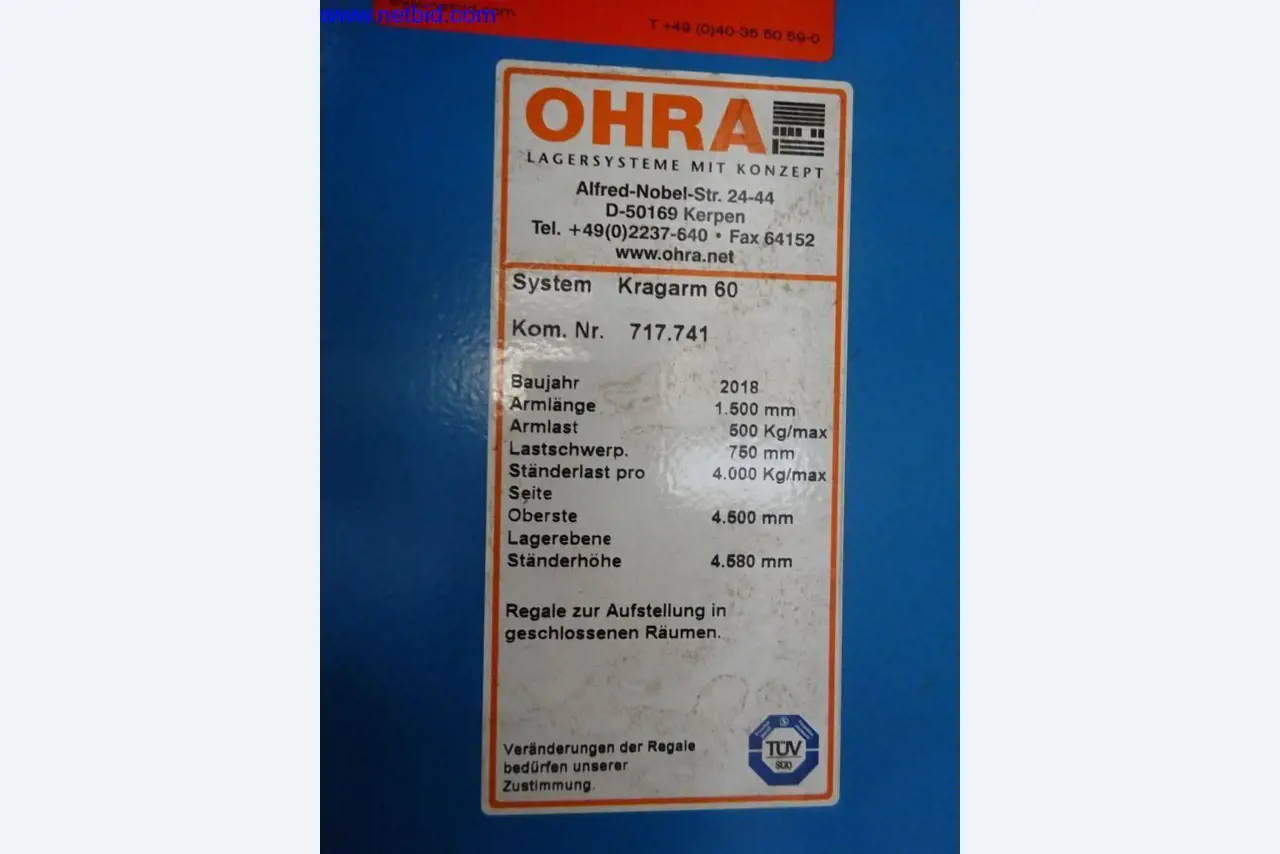 www.netbid.com
T +49 (0)40-35 50 59-0
OHRA
LAGERSYSTEME MIT KONZEPT
Alfred-Nobel-Str. 24-44
D-50169 Kerpen
Tel. +49(0)2237-640 • Fax 64152
www.ohra.net
System Kragarm 60
Kom. Nr. 717.741
Baujahr 2018
Armlänge 1.500 mm
Armlast 500 Kg/max
Lastschwerp. 750 mm
Ständerlast pro 4.000 Kg/max
Seite
Oberste 4.500 mm
Lagerebene
Ständerhöhe 4.580 mm
Regale zur Aufstellung in
geschlossenen Räumen.
Veränderungen der Regale
bedürfen unserer
Zustimmung.
TÜV
SÜD